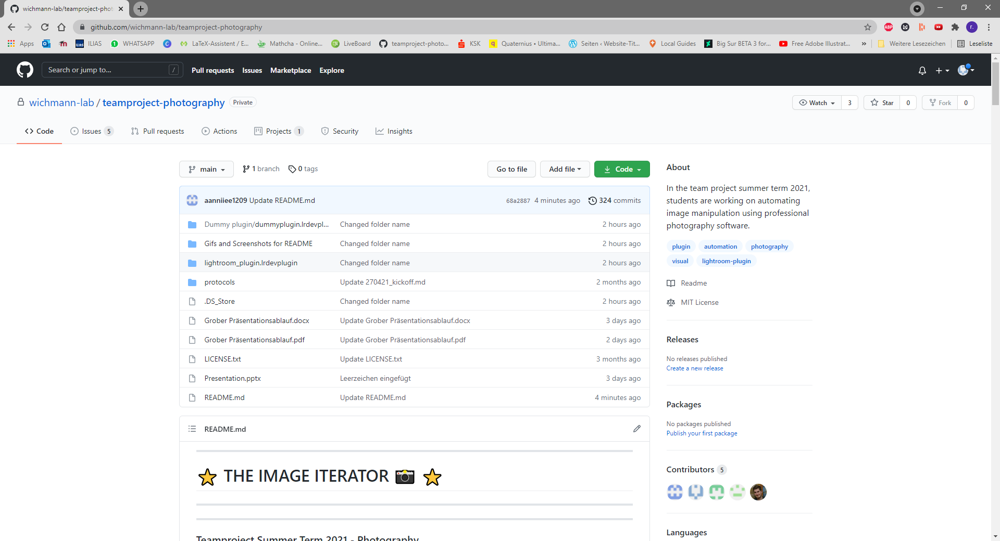 wichmann-lab/teamproject-phot
github.com/wichmann-lab/teamproject-photography
ABP
r.
Apps
ILIAS
WHATSAPP
LaTeX-Assistent / E...
Mathcha - Online...
LiveBoard
teamproject-photo...
KSK
Quaternius • Ultima...
Seiten ‹ Website-Tit...
Local Guides
Big Sur BETA 3 for...
Free Adobe Illustrat...
»
Weitere Lesezeichen
Leseliste
Search or jump to...
/
Pull requests
Issues
Marketplace
Explore
wichmann-lab / teamproject-photography
Private
Watch
3
Star
0
Fork
0
Code
Issues 5
Pull requests
Actions
Projects 1
Security
Insights
main
1 branch
0 tags
Go to file
Add file
Code
aanniiee1209 Update README.md
68a2887 4 minutes ago
324 commits
Dummy plugin/dummyplugin.lrdevpl... Changed folder name 2 hours ago
Gifs and Screenshots for README Changed folder name 2 hours ago
lightroom_plugin.lrdevplugin Changed folder name 2 hours ago
protocols Update 270421_kickoff.md 2 months ago
.DS_Store Changed folder name 2 hours ago
Grober Präsentationsablauf.docx Update Grober Präsentationsablauf.docx 3 days ago
Grober Präsentationsablauf.pdf Update Grober Präsentationsablauf.pdf 2 days ago
LICENSE.txt Update LICENSE.txt 3 months ago
Presentation.pptx Leerzeichen eingefügt 3 days ago
README.md Update README.md 4 minutes ago
README.md
THE IMAGE ITERATOR
Teamproject Summer Term 2021 - Photography
About
In the team project summer term 2021,
students are working on automating
image manipulation using professional
photography software.
plugin automation photography
visual lightroom-plugin
Readme
MIT License
Releases
No releases published
Create a new release
Packages
No packages published
Publish your first package
Contributors 5
Languages